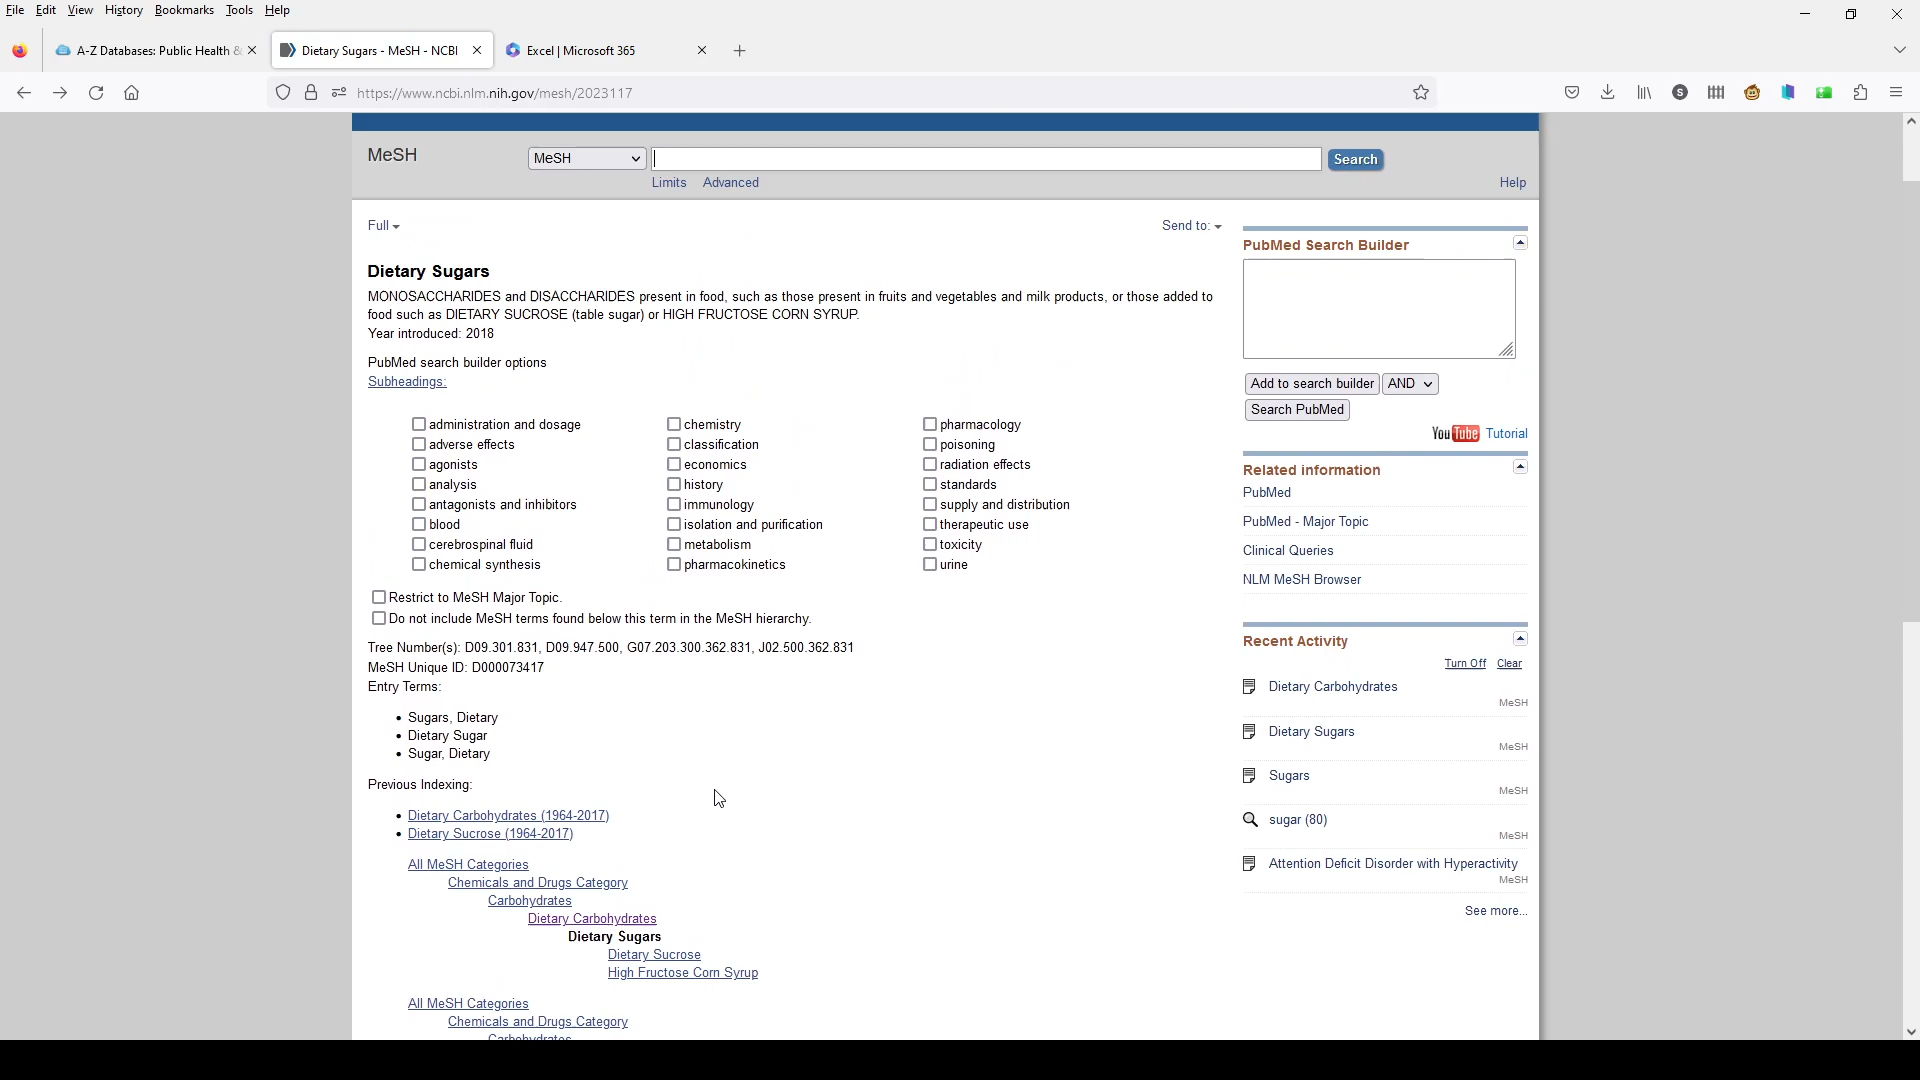 File Edit View History Bookmarks Tools Help
A-Z Databases: Public Health &
Dietary Sugars - MeSH - NCBI
Excel | Microsoft 365
https://www.ncbi.nlm.nih.gov/mesh/2023117
MeSH
MeSH
Search
Limits Advanced
Help
Full
Send to:
Dietary Sugars
MONOSACCHARIDES and DISACCHARIDES present in food, such as those present in fruits and vegetables and milk products, or those added to
food such as DIETARY SUCROSE (table sugar) or HIGH FRUCTOSE CORN SYRUP.
Year introduced: 2018
PubMed search builder options
Subheadings:
administration and dosage
adverse effects
agonists
analysis
antagonists and inhibitors
blood
cerebrospinal fluid
chemical synthesis
chemistry
classification
economics
history
immunology
isolation and purification
metabolism
pharmacokinetics
pharmacology
poisoning
radiation effects
standards
supply and distribution
therapeutic use
toxicity
urine
Restrict to MeSH Major Topic.
Do not include MeSH terms found below this term in the MeSH hierarchy.
Tree Number(s): D09.301.831, D09.947.500, G07.203.300.362.831, J02.500.362.831
MeSH Unique ID: D000073417
Entry Terms:
• Sugars, Dietary
• Dietary Sugar
• Sugar, Dietary
Previous Indexing:
• Dietary Carbohydrates (1964-2017)
• Dietary Sucrose (1964-2017)
All MeSH Categories
Chemicals and Drugs Category
Carbohydrates
Dietary Carbohydrates
Dietary Sugars
Dietary Sucrose
High Fructose Corn Syrup
All MeSH Categories
Chemicals and Drugs Category
Carbohydrates
PubMed Search Builder
Add to search builder AND
Search PubMed
YouTube Tutorial
Related information
PubMed
PubMed - Major Topic
Clinical Queries
NLM MeSH Browser
Recent Activity
Turn Off Clear
Dietary Carbohydrates
MeSH
Dietary Sugars
MeSH
Sugars
MeSH
sugar (80)
MeSH
Attention Deficit Disorder with Hyperactivity
MeSH
See more...